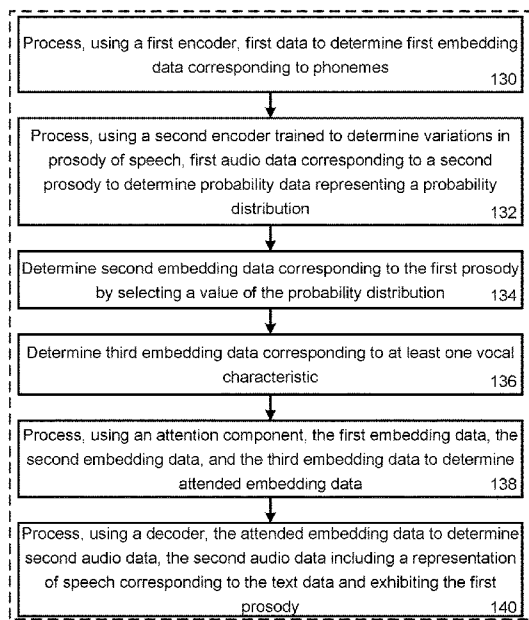 Process, using a first encoder, first data to determine first embedding
data corresponding to phonemes
130
Process, using a second encoder trained to determine variations in
prosody of speech, first audio data corresponding to a second
prosody to determine probability data representing a probability
distribution
132
Determine second embedding data corresponding to the first prosody
by selecting a value of the probability distribution
134
Determine third embedding data corresponding to at least one vocal
characteristic
136
Process, using an attention component, the first embedding data, the
second embedding data, and the third embedding data to determine
attended embedding data
138
Process, using a decoder, the attended embedding data to determine
second audio data, the second audio data including a representation
of speech corresponding to the text data and exhibiting the first
prosody
140